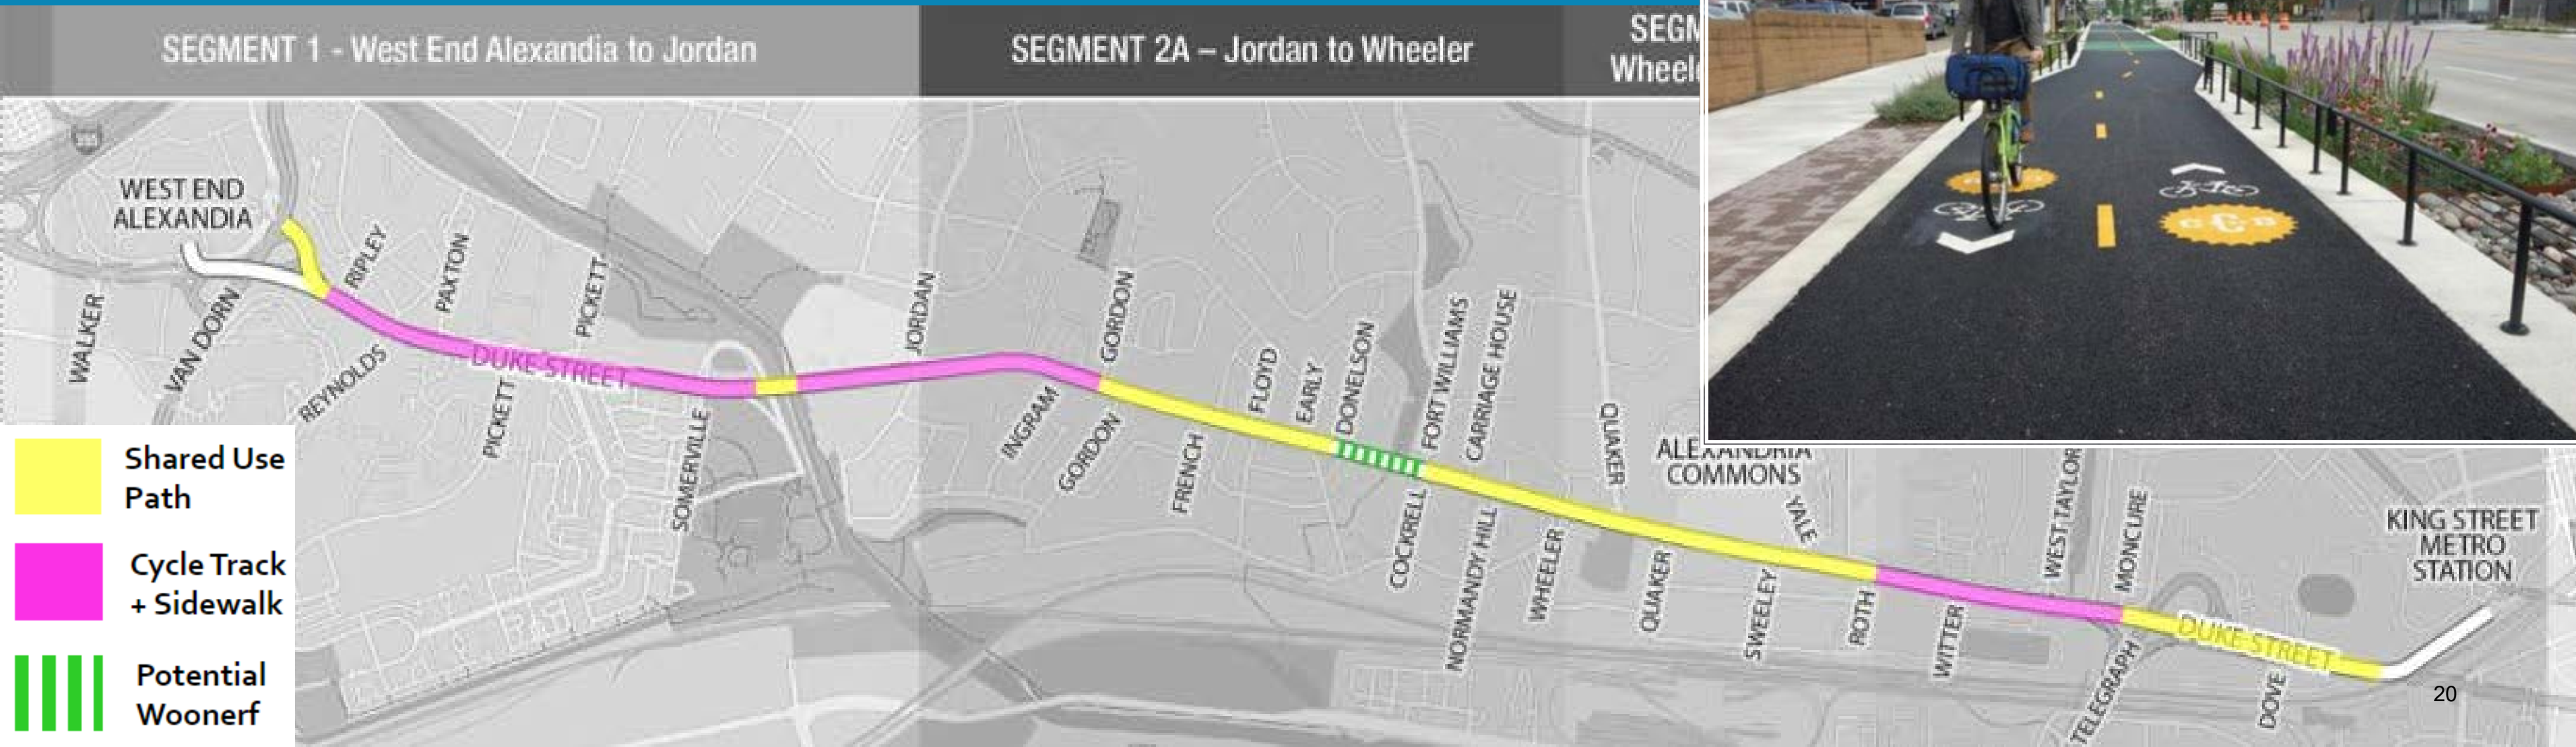 SEGMENT 1 - West End Alexandia to Jordan
SEGMENT 2A – Jordan to Wheeler
WEST END
ALEXANDIA
WALKER
VAN DORN
RIPLEY
REYNOLDS
PAXTON
PICKETT
PICKETT
DUKE STREET
SOMERVILLE
JORDAN
INGRAM
GORDON
GORDON
FRENCH
FLOYD
EARLY
DONELSON
FORT WILLIAMS
CARRIAGE HOUSE
COCKRELL
NORMANDY HILL
WHEELER
QUAKER
QUAKER
ALEXANDRIA
COMMONS
YALE
SWEELEY
ROTH
WITTER
WEST TAYLOR
MONCURE
TELEGRAPH
DUKE STREET
DOVE
KING STREET
METRO
STATION
Shared Use
Path
Cycle Track
+ Sidewalk
Potential
Woonerf
20